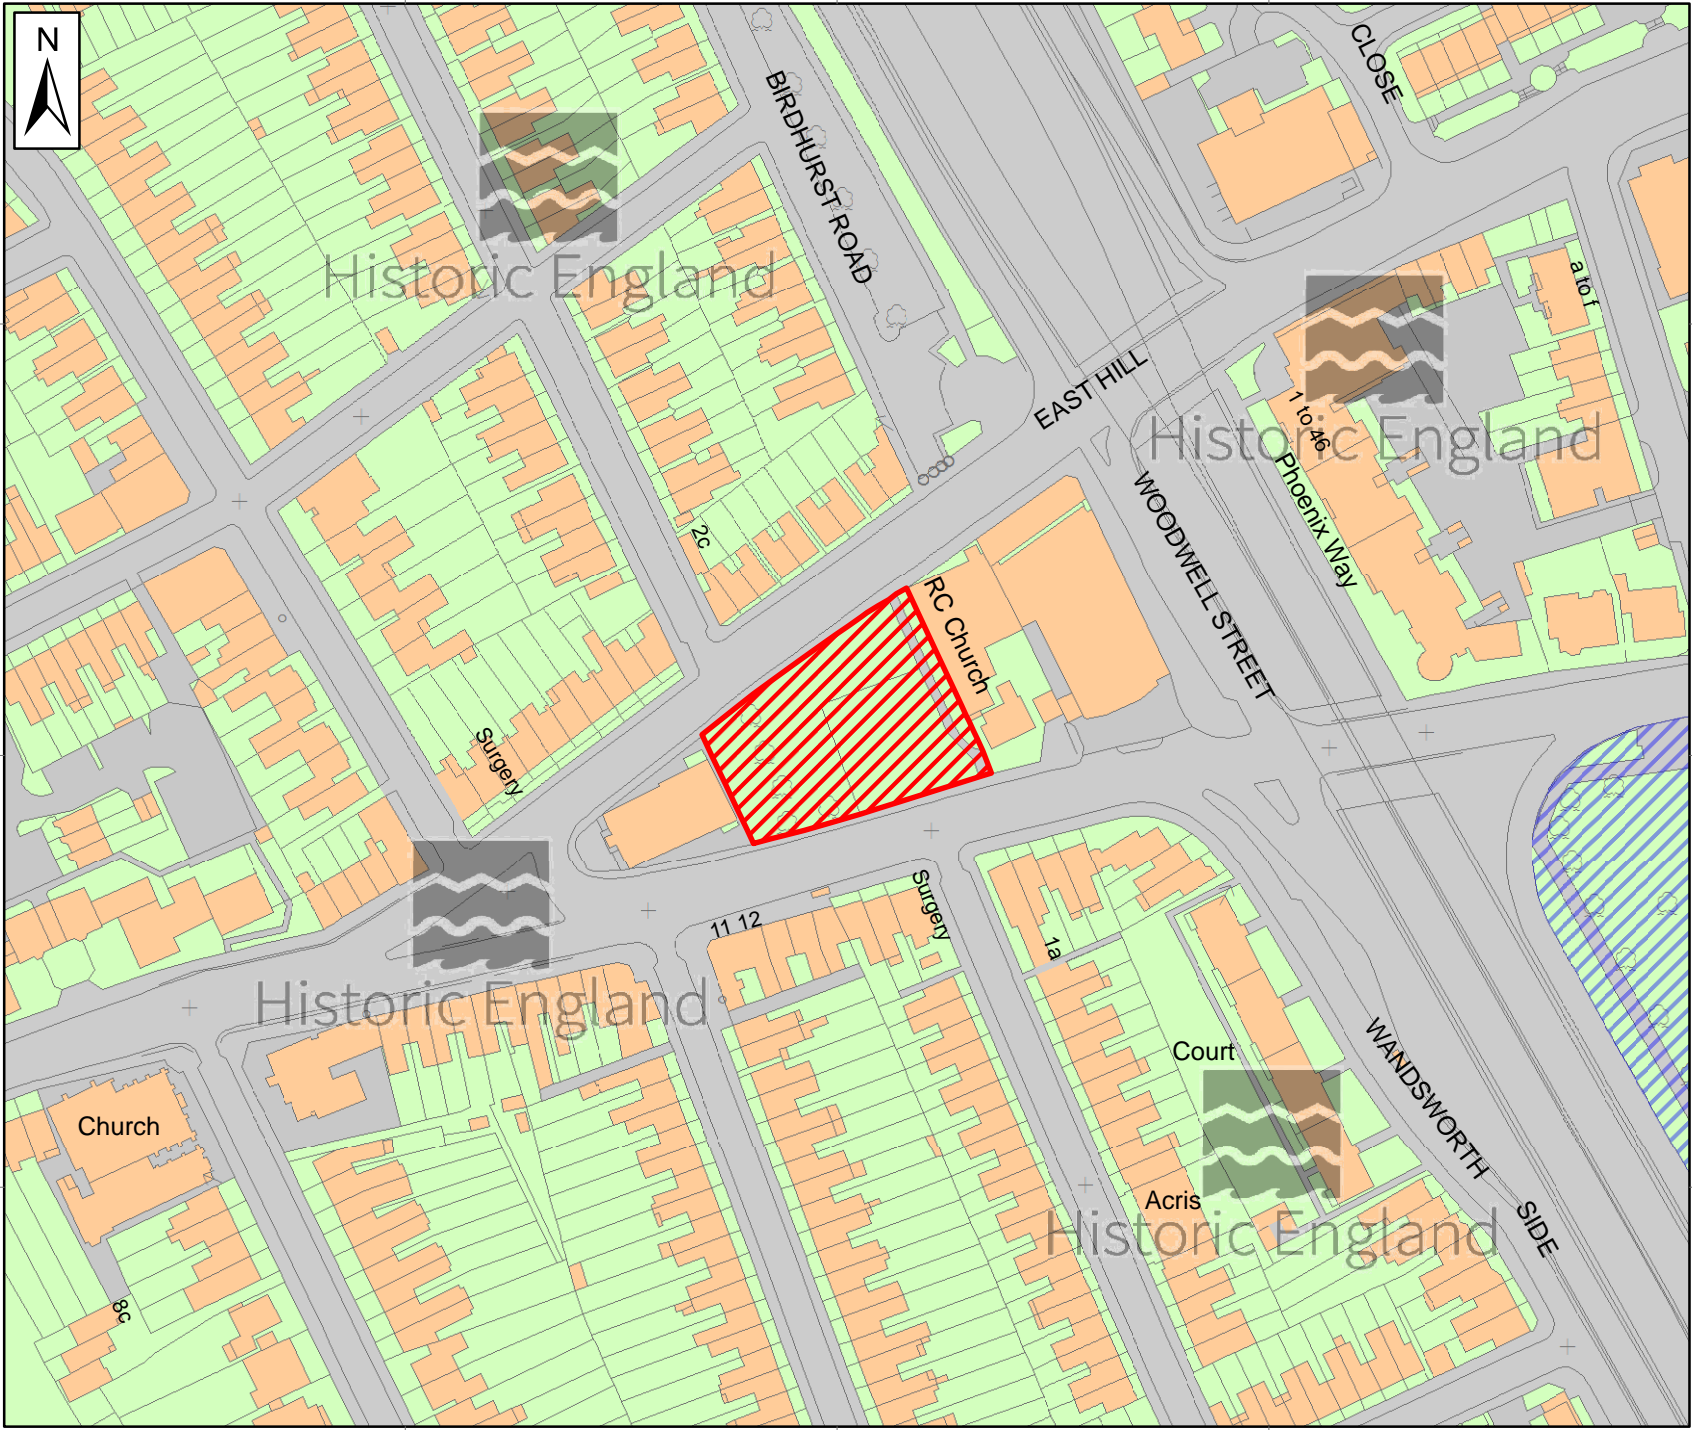 N
CLOSE
BIRDHURST ROAD
Historic England
a to f
EAST HILL
1 to 46
Historic England
Phoenix Way
WOODWELL STREET
2c
RC Church
Surgery
Surgery
11 12
1a
Historic England
Court
WANDSWORTH
SIDE
Church
Acris
Historic England
8c